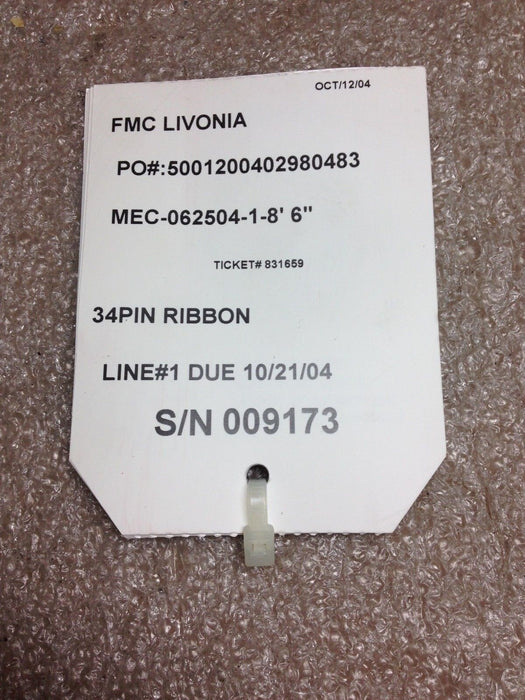 OCT/12/04
FMC LIVONIA
PO#:5001200402980483
MEC-062504-1-8' 6"
TICKET# 831659
34PIN RIBBON
LINE#1 DUE 10/21/04
S/N 009173